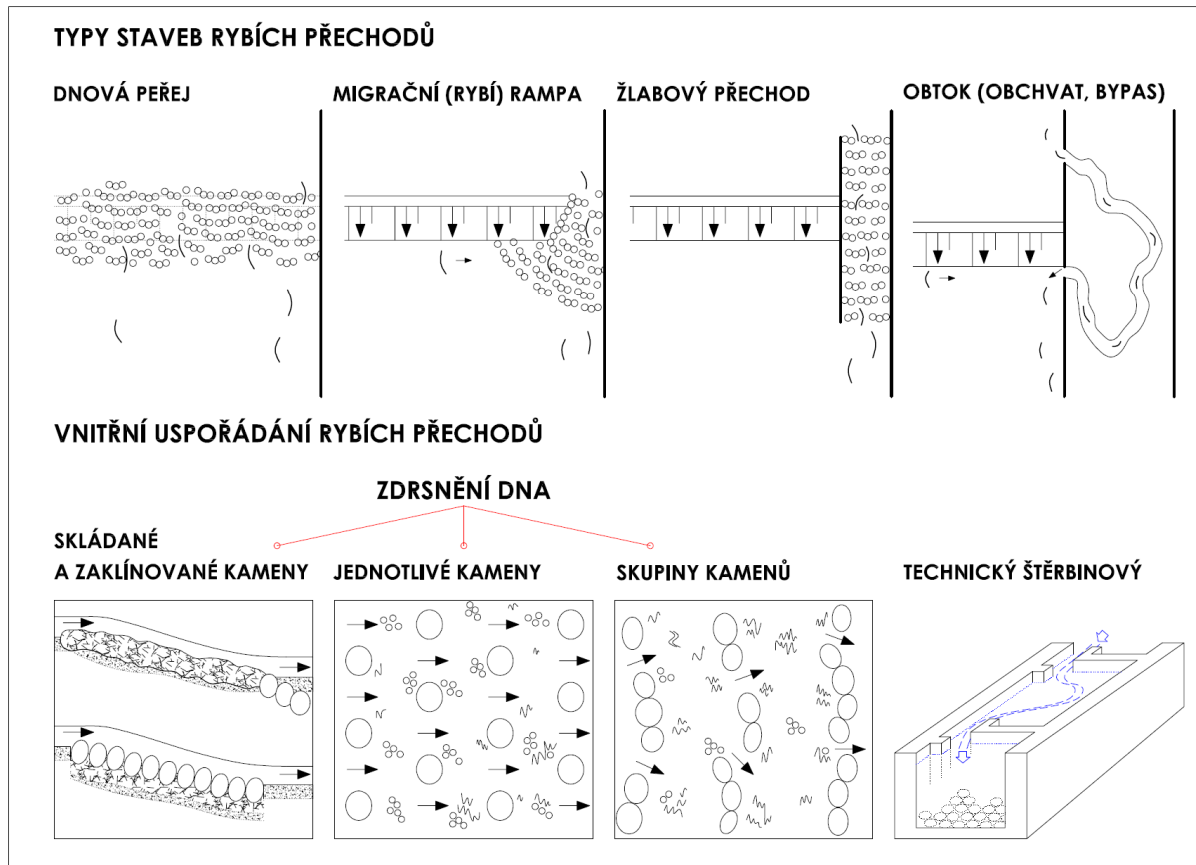 TYPY STAVEB RYBÍCH PŘECHODŮ
DNOVÁ PEŘEJ
MIGRAČNÍ (RYBÍ) RAMPA
ŽLABOVÝ PŘECHOD
OBTOK (OBCHVAT, BYPAS)
VNITŘNÍ USPOŘÁDÁNÍ RYBÍCH PŘECHODŮ
ZDRSNĚNÍ DNA
SKLÁDANÉ
A ZAKLÍNOVANÉ KAMENY
JEDNOTLIVÉ KAMENY
SKUPINY KAMENŮ
TECHNICKÝ ŠTĚRBINOVÝ